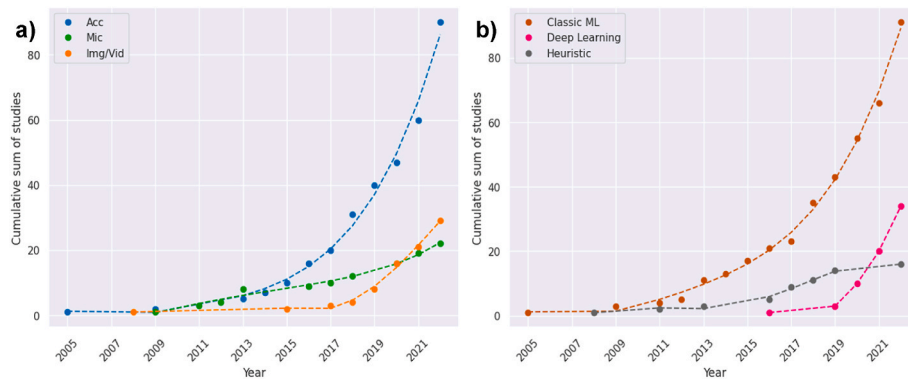 a)
Acc
Mic
Img/Vid
Cumulative sum of studies
80
60
40
20
0
2005
2007
2009
2011
2013
2015
2017
2019
2021
Year
b)
Classic ML
Deep Learning
Heuristic
Cumulative sum of studies
80
60
40
20
0
2005
2007
2009
2011
2013
2015
2017
2019
2021
Year